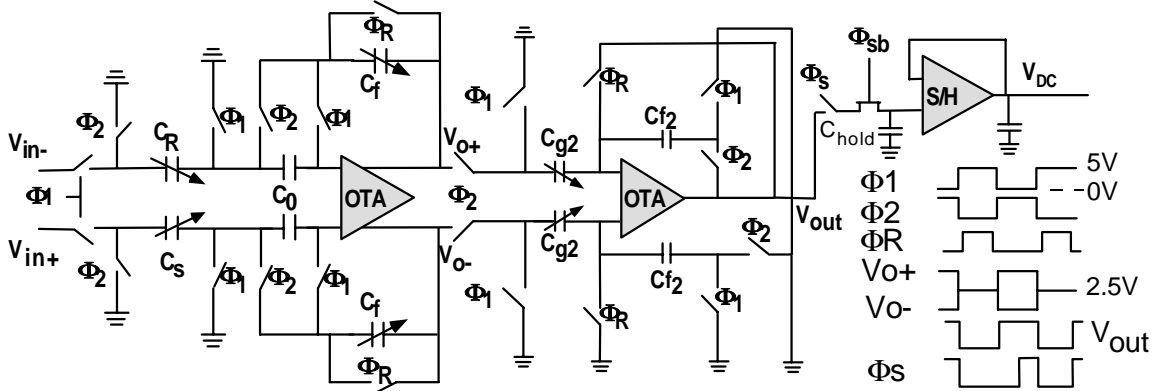 ΦR
Cf
Φ2
Φ1
Φ2
Φ1
CR
Vin-
Φ1
C0
OTA
Vin+
Cs
Φ2
Φ1
Φ2
Φ1
Cf
ΦR
Vo+
Φ2
Vo-
Φ1
Φ1
Cg2
Cg2
ΦR
Φ1
Cf2
Φ2
OTA
Φ2
Cf2
ΦR
Φ1
Vout
Φs
Φsb
S/H
VDC
Chold
Φ1
5V
0V
Φ2
ΦR
Vo+
2.5V
Vo-
Vout
Φs